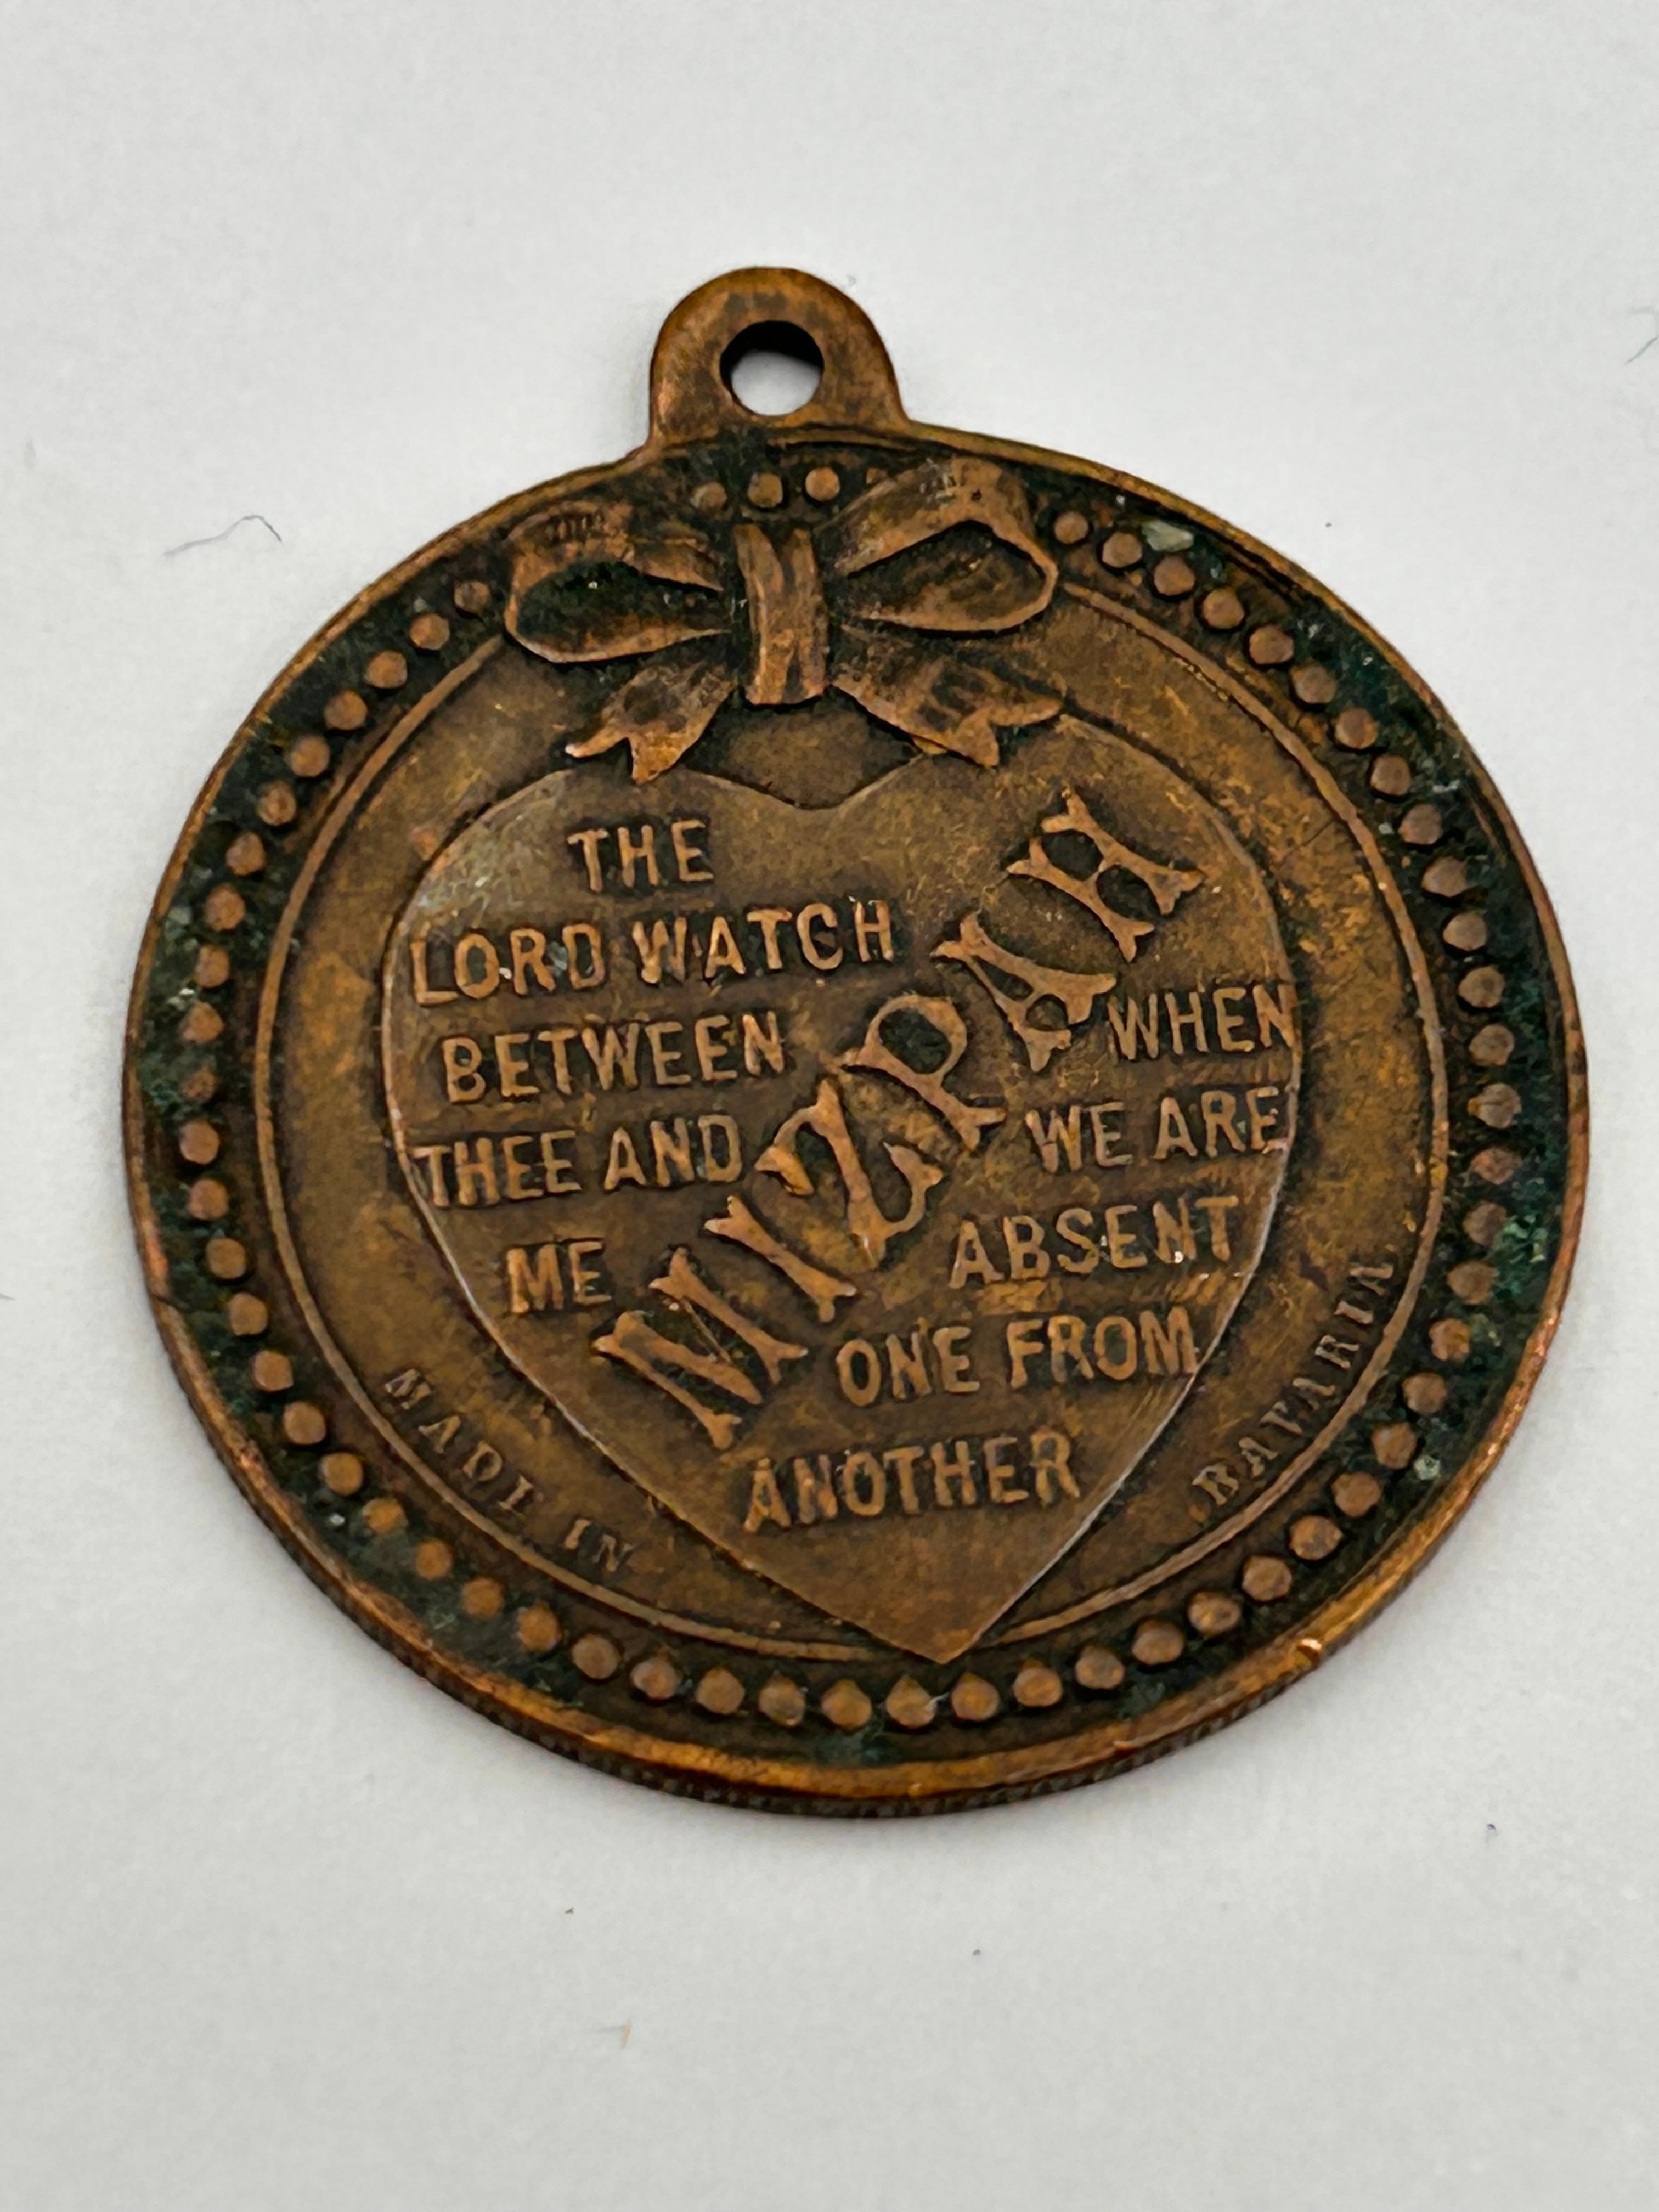 THE
LORD WATCH
BETWEEN
THEE AND
ME
MIZPAH
WHEN
WE ARE
ABSENT
ONE FROM
ANOTHER
MADE IN
BAVARIA